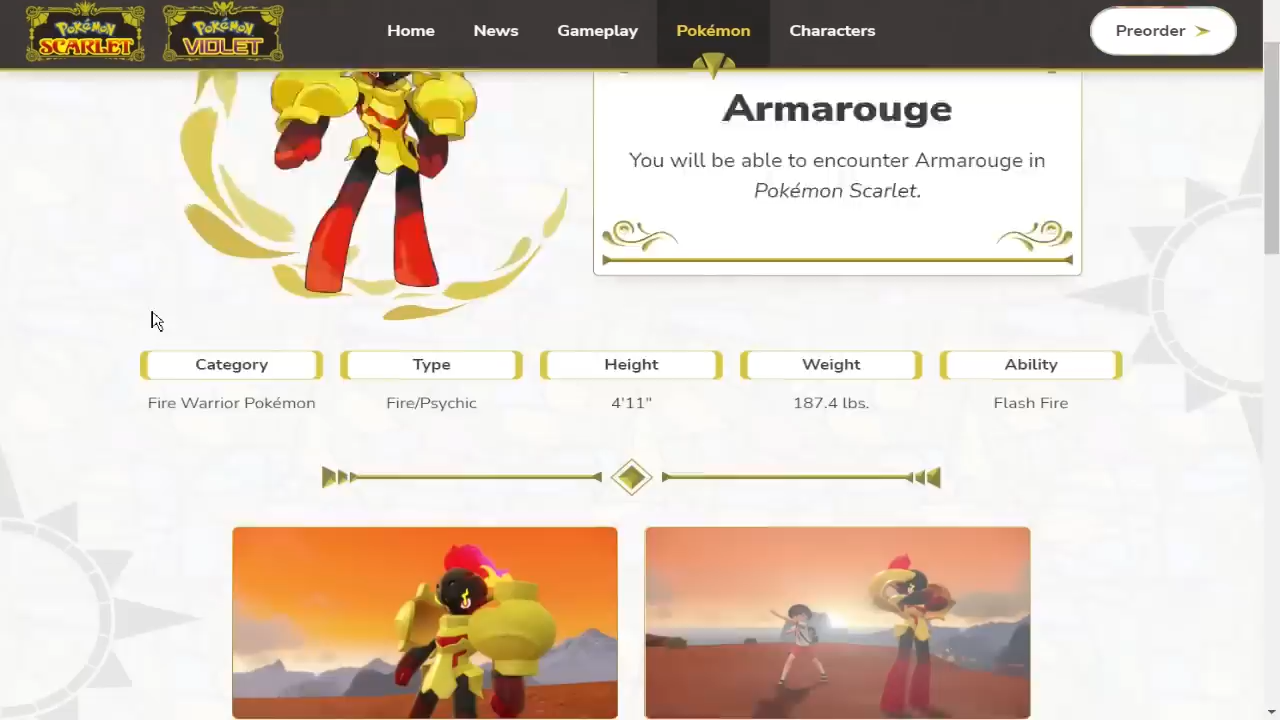 POKéMON
SCARLET
POKéMON
VIOLET
Home
News
Gameplay
Pokémon
Characters
Preorder
Armarouge
You will be able to encounter Armarouge in
Pokémon Scarlet.
Category
Type
Height
Weight
Ability
Fire Warrior Pokémon
Fire/Psychic
4'11"
187.4 lbs.
Flash Fire